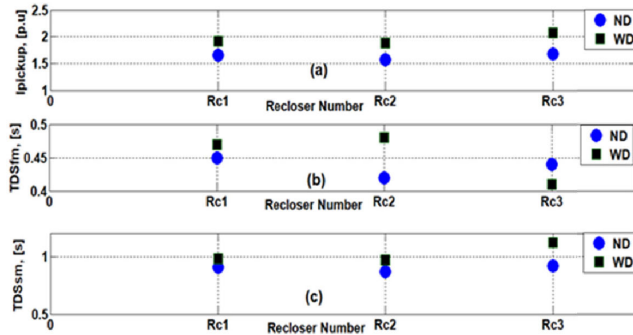 2.5
2
1.5
1
Ipickup, [p.u]
(a)
ND
WD
0
Rc1
Recloser Number
Rc2
Rc3
0.5
0.45
0.4
TDSfm, [s]
(b)
ND
WD
0
Rc1
Recloser Number
Rc2
Rc3
1
0.5
TDSsm, [s]
(c)
ND
WD
0
Rc1
Recloser Number
Rc2
Rc3